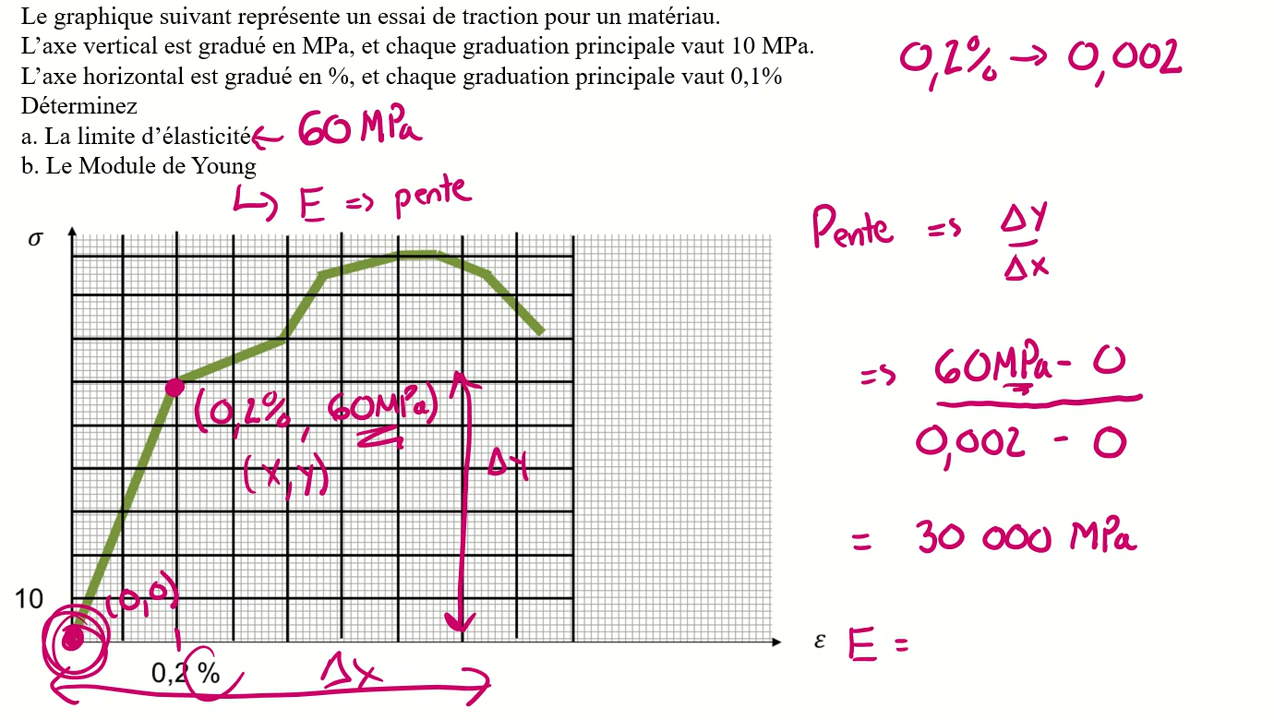 Le graphique suivant représente un essai de traction pour un matériau.
L'axe vertical est gradué en MPa, et chaque graduation principale vaut 10 MPa.
L'axe horizontal est gradué en %, et chaque graduation principale vaut 0,1%
Déterminez
a. La limite d'élasticité ← 60 MPa
b. Le Module de Young
↳ E => pente
0,2% → 0,002
σ
(0,2%, 60MPa)
(x,y)
Δy
10
(0,0)
0,2 %
Δx
ε
Pente => Δy
Δx
=> 60MPa - 0
0,002 - 0
= 30 000 MPa
E =